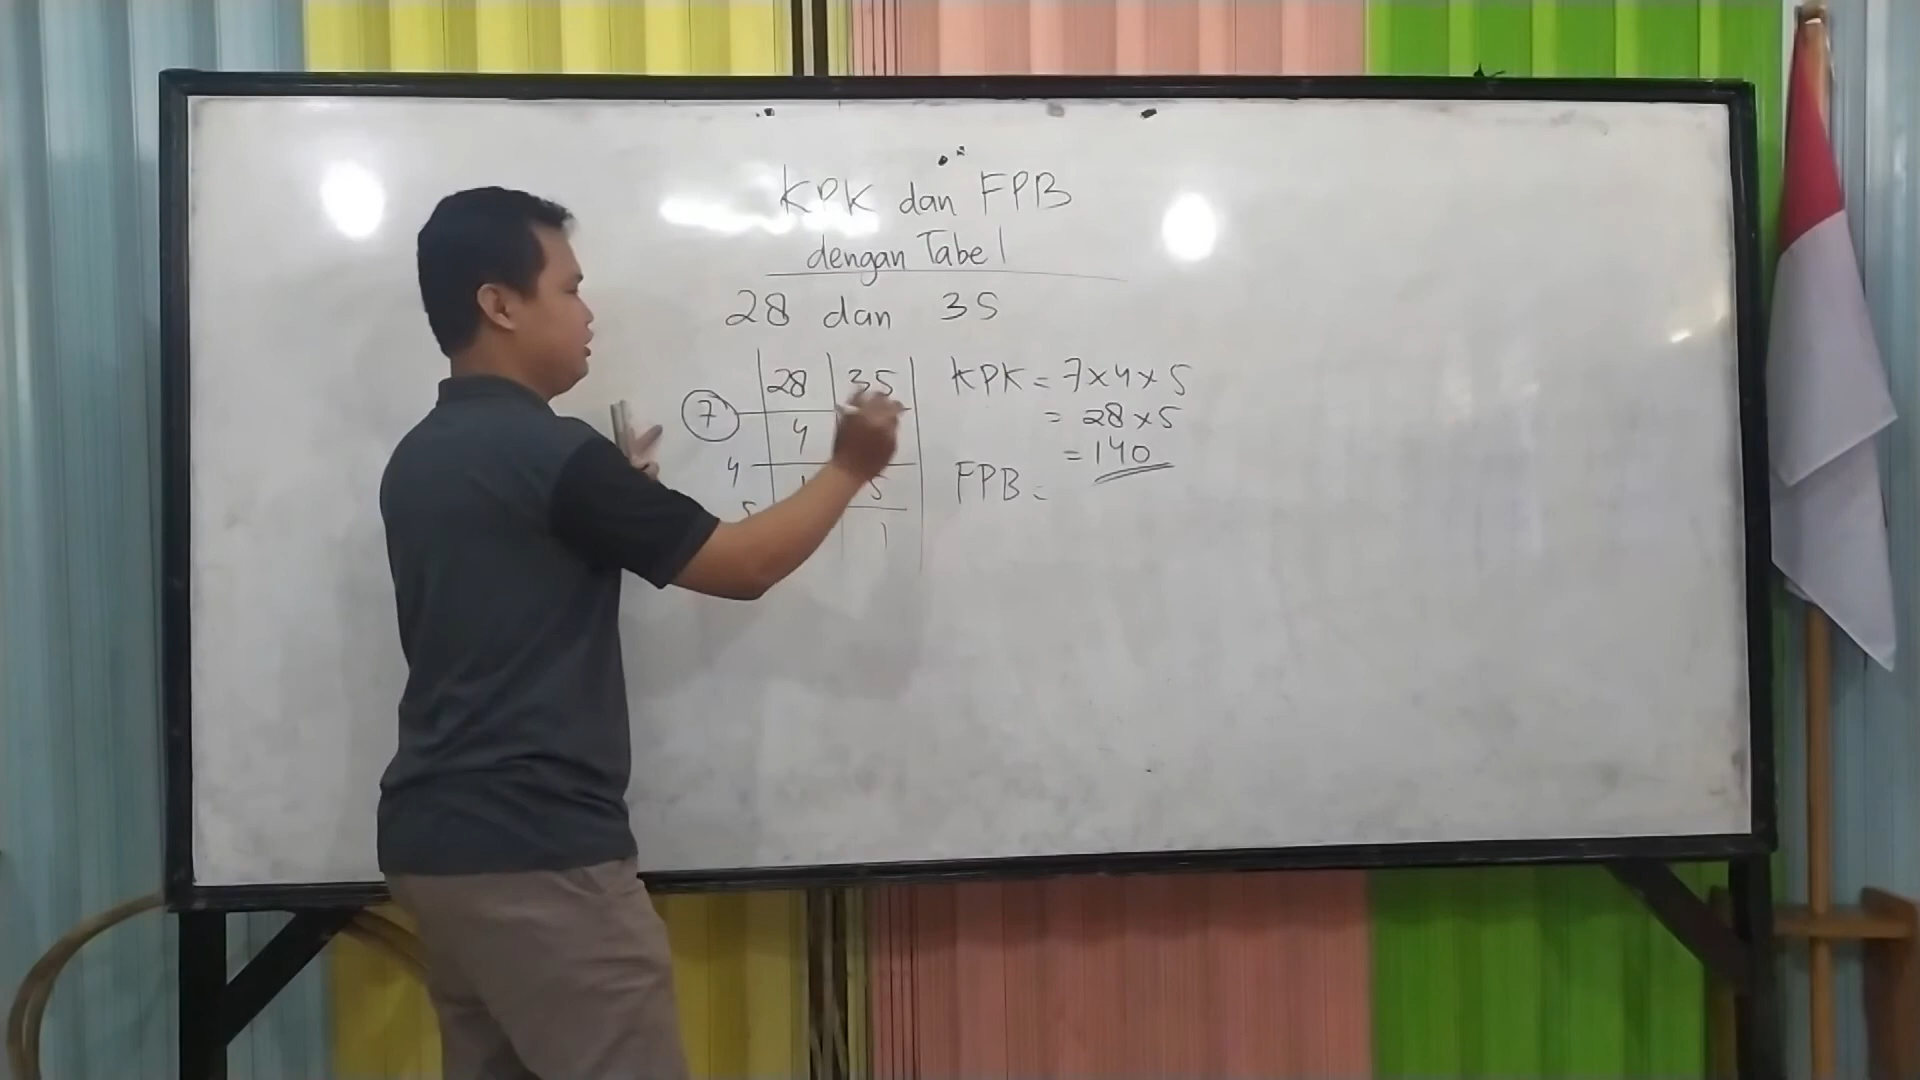 KPK dan FPB
dengan Tabel
28 dan 35
28 35
7
4
4
5
5
1
KPK = 7 x 4 x 5
= 28 x 5
= 140
FPB =